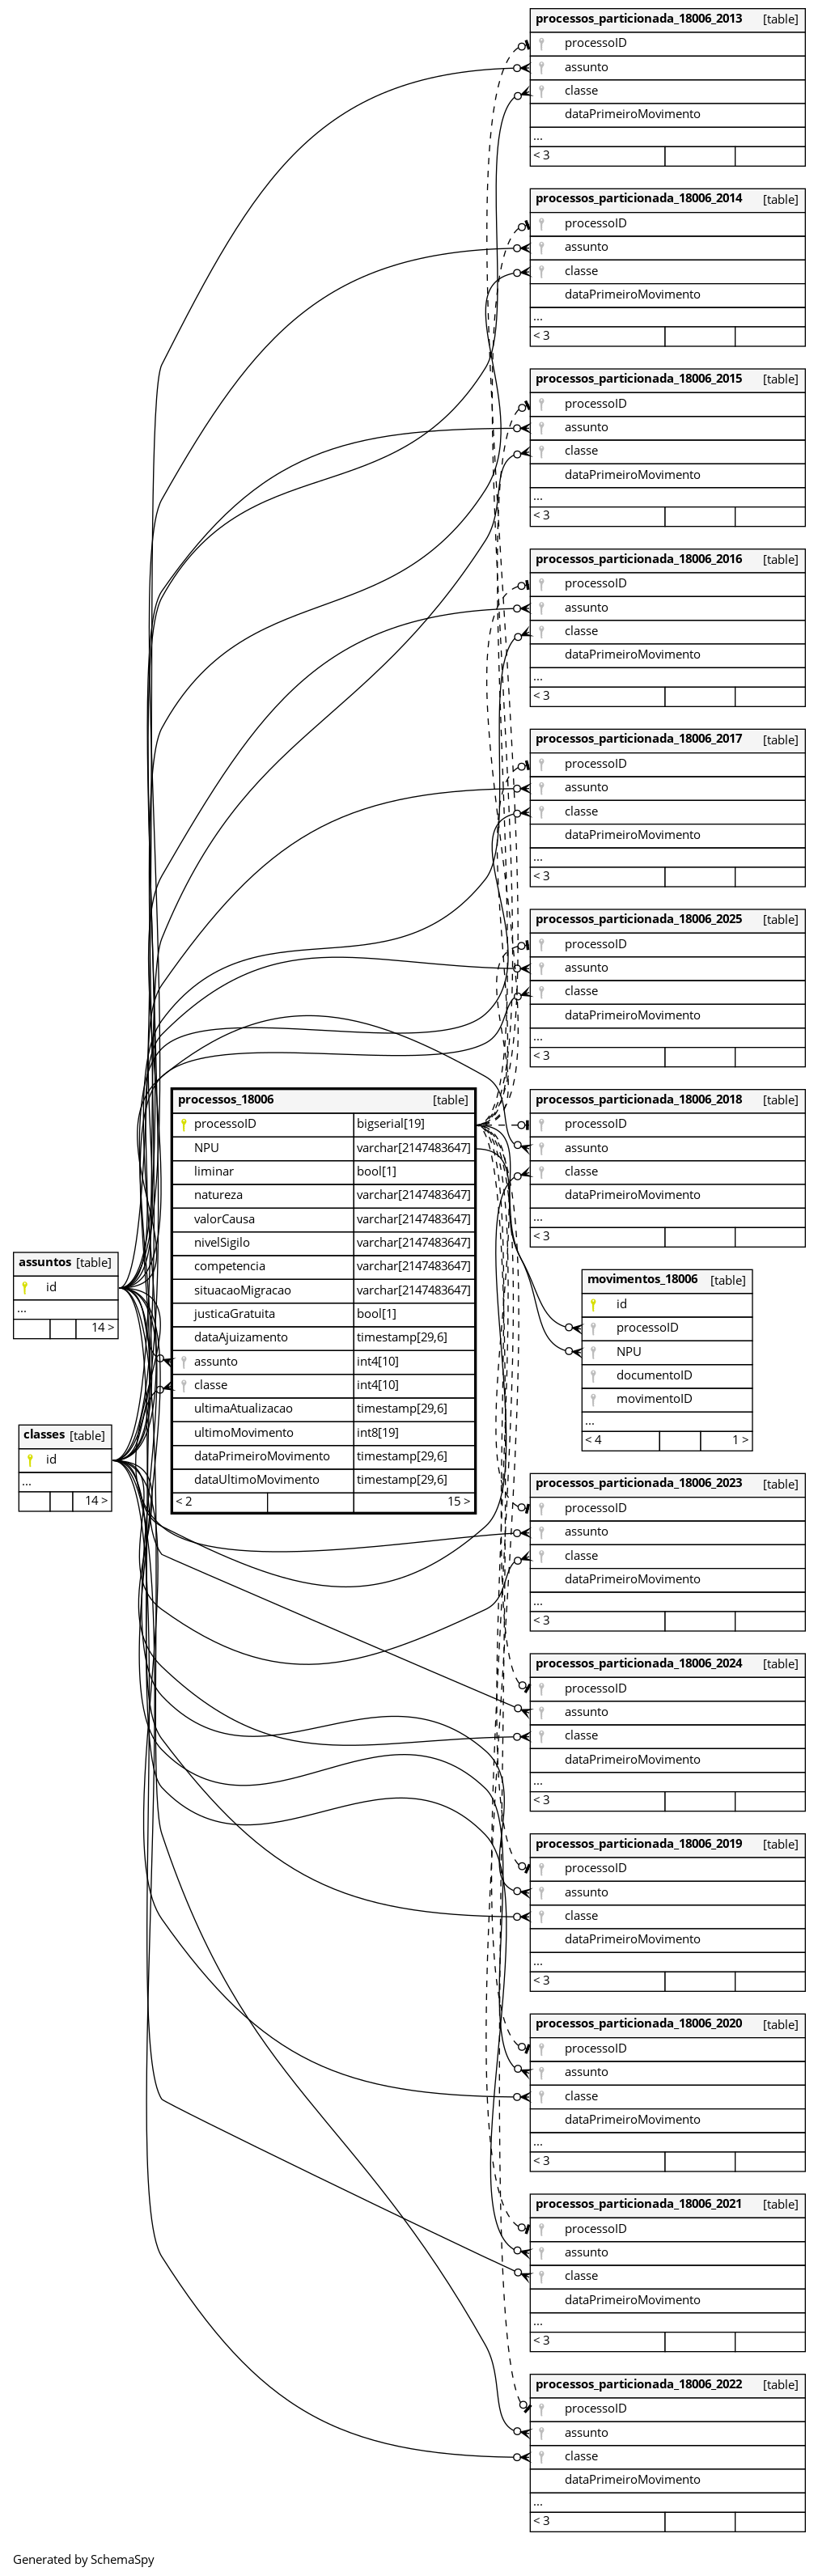 processos_particionada_18006_2013 [table]
processoID
assunto
classe
dataPrimeiroMovimento
...
< 3
processos_particionada_18006_2014 [table]
processoID
assunto
classe
dataPrimeiroMovimento
...
< 3
processos_particionada_18006_2015 [table]
processoID
assunto
classe
dataPrimeiroMovimento
...
< 3
processos_particionada_18006_2016 [table]
processoID
assunto
classe
dataPrimeiroMovimento
...
< 3
processos_particionada_18006_2017 [table]
processoID
assunto
classe
dataPrimeiroMovimento
...
< 3
processos_particionada_18006_2025 [table]
processoID
assunto
classe
dataPrimeiroMovimento
...
< 3
processos_18006 [table]
processoID bigserial[19]
NPU varchar[2147483647]
liminar bool[1]
natureza varchar[2147483647]
valorCausa varchar[2147483647]
nivelSigilo varchar[2147483647]
competencia varchar[2147483647]
situacaoMigracao varchar[2147483647]
justicaGratuita bool[1]
dataAjuizamento timestamp[29,6]
assunto int4[10]
classe int4[10]
ultimaAtualizacao timestamp[29,6]
ultimoMovimento int8[19]
dataPrimeiroMovimento timestamp[29,6]
dataUltimoMovimento timestamp[29,6]
< 2 15 >
processos_particionada_18006_2018 [table]
processoID
assunto
classe
dataPrimeiroMovimento
...
< 3
assuntos [table]
id
...
14 >
movimentos_18006 [table]
id
processoID
NPU
documentoID
movimentoID
...
< 4 1 >
classes [table]
id
...
14 >
processos_particionada_18006_2023 [table]
processoID
assunto
classe
dataPrimeiroMovimento
...
< 3
processos_particionada_18006_2024 [table]
processoID
assunto
classe
dataPrimeiroMovimento
...
< 3
processos_particionada_18006_2019 [table]
processoID
assunto
classe
dataPrimeiroMovimento
...
< 3
processos_particionada_18006_2020 [table]
processoID
assunto
classe
dataPrimeiroMovimento
...
< 3
processos_particionada_18006_2021 [table]
processoID
assunto
classe
dataPrimeiroMovimento
...
< 3
processos_particionada_18006_2022 [table]
processoID
assunto
classe
dataPrimeiroMovimento
...
< 3
Generated by SchemaSpy